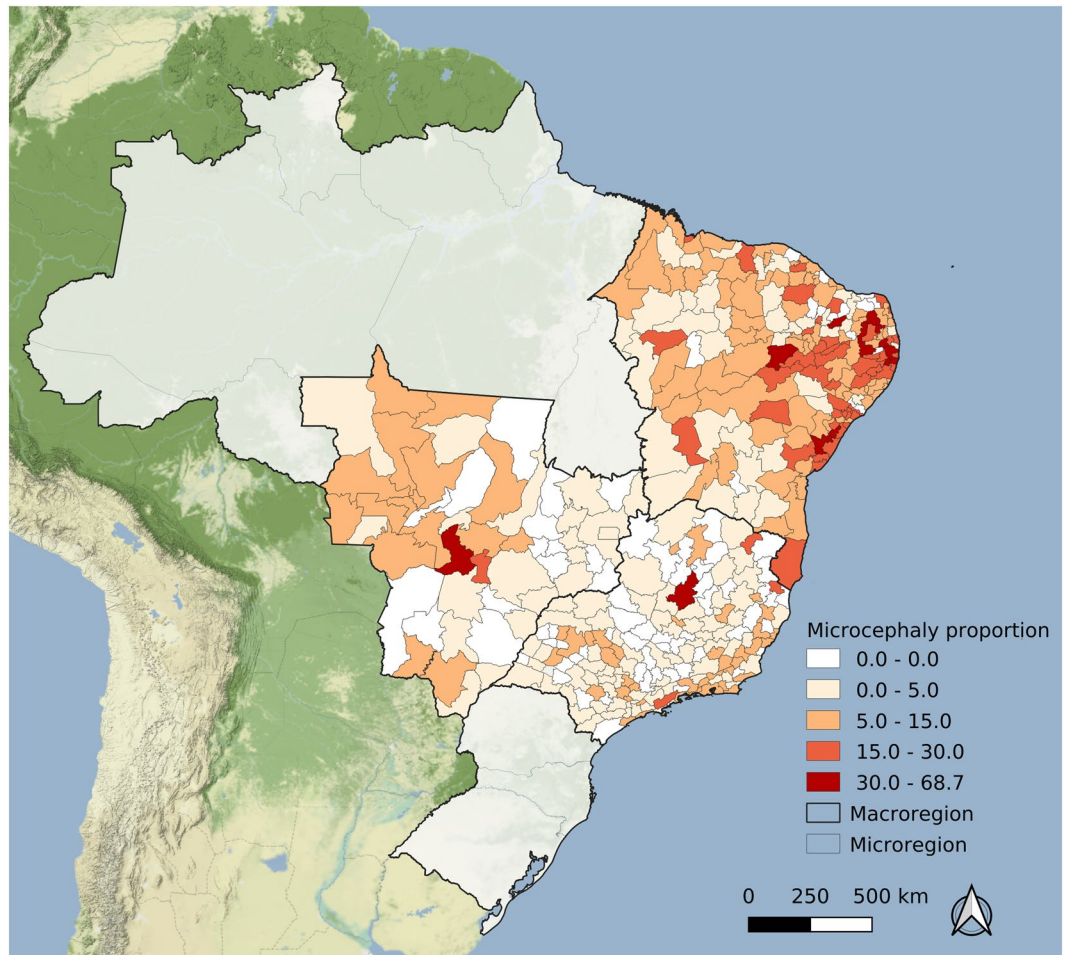 Microcephaly proportion
0.0 - 0.0
0.0 - 5.0
5.0 - 15.0
15.0 - 30.0
30.0 - 68.7
Macroregion
Microregion
0 250 500 km